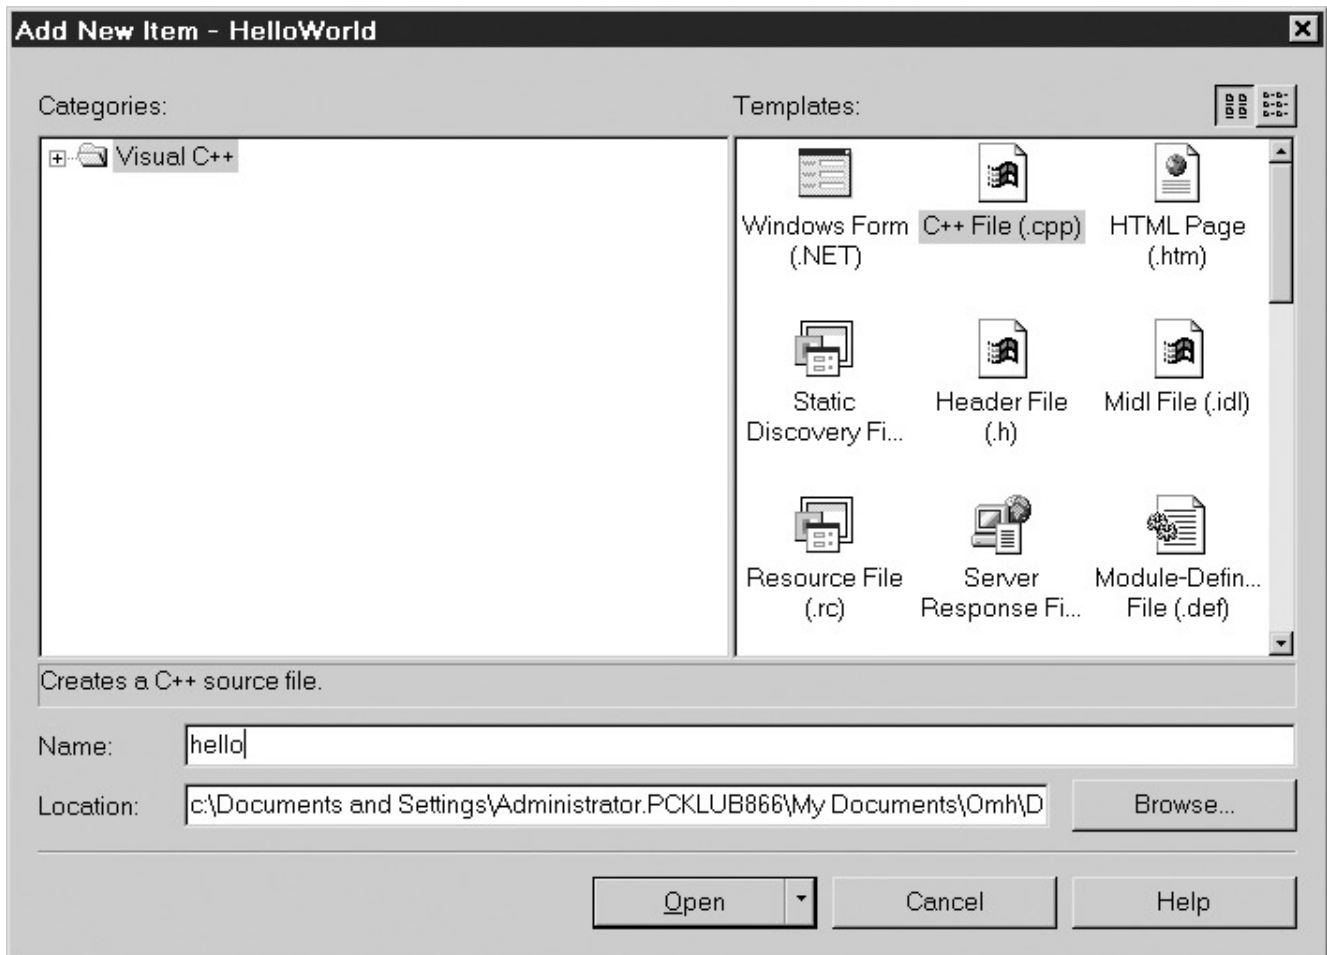 Add New Item - HelloWorld
Categories:
Templates:
Visual C++
Windows Form
(.NET)
C++ File (.cpp)
HTML Page
(.htm)
Static
Discovery Fi...
Header File
(.h)
Midl File (.idl)
Resource File
(.rc)
Server
Response Fi...
Module-Defin...
File (.def)
Creates a C++ source file.
Name:
hello
Location:
c:\Documents and Settings\Administrator.PCKLUB866\My Documents\Omh\D
Browse...
Open
Cancel
Help